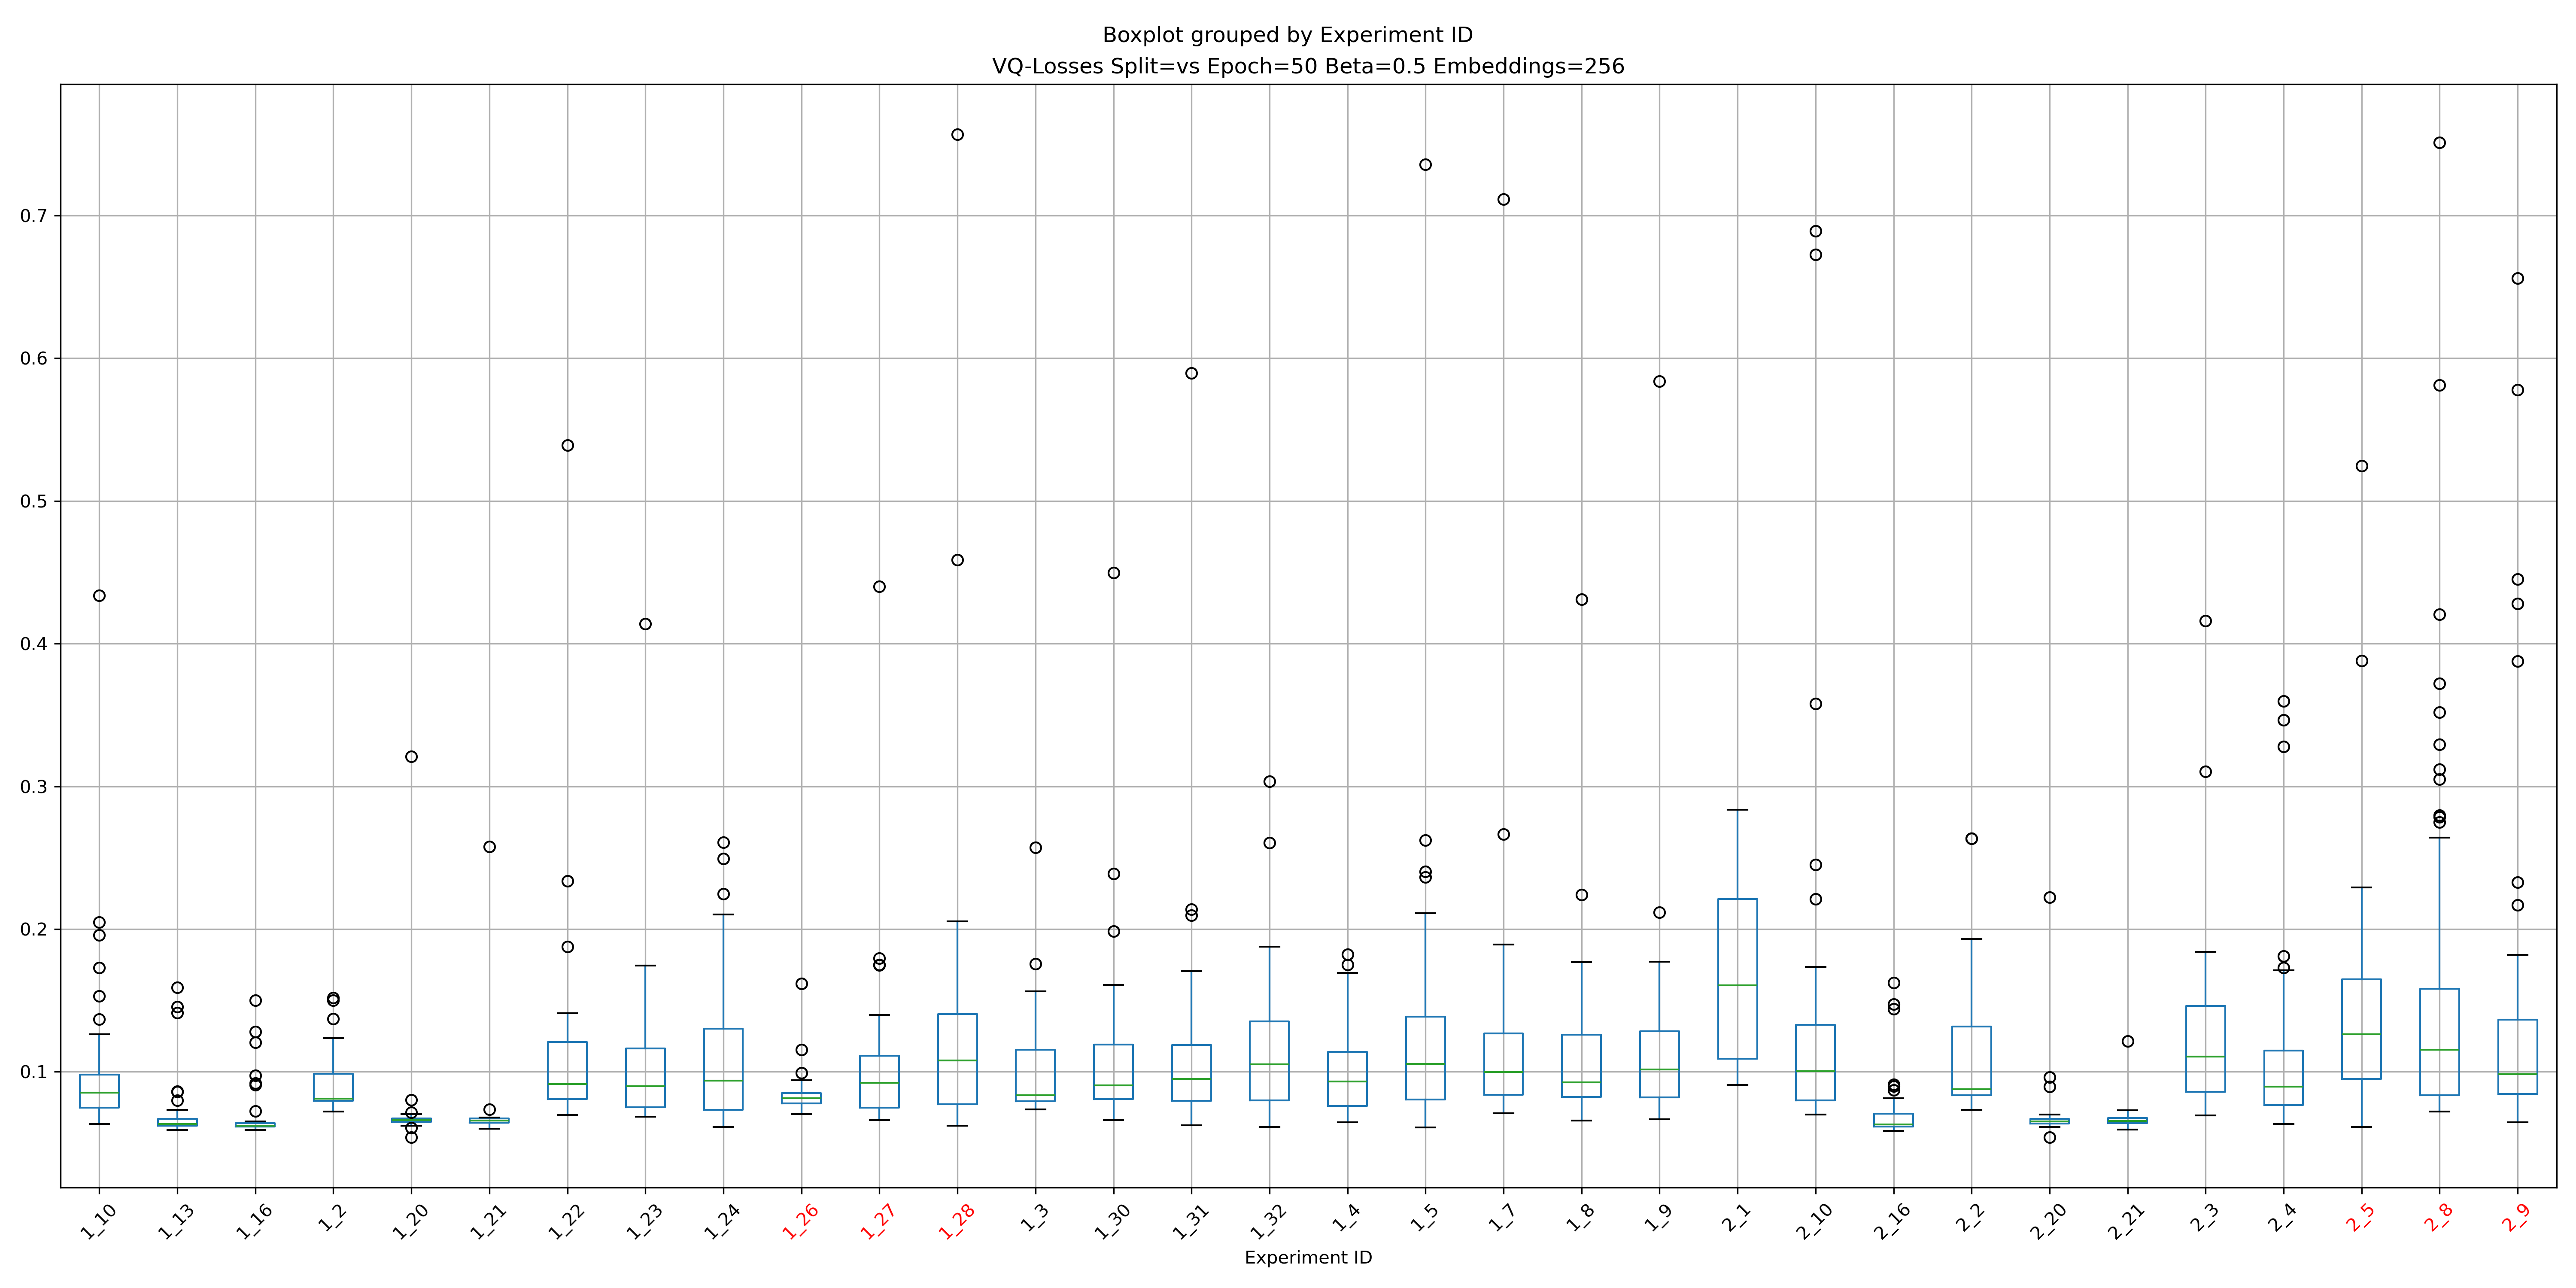 Boxplot grouped by Experiment ID
VQ-Losses Split=vs Epoch=50 Beta=0.5 Embeddings=256
0.7
0.6
0.5
0.4
0.3
0.2
0.1
1_10 1_13 1_16 1_2 1_20 1_21 1_22 1_23 1_24 1_26 1_27 1_28 1_3 1_30 1_31 1_32 1_4 1_5 1_7 1_8 1_9 2_1 2_10 2_16 2_2 2_20 2_21 2_3 2_4 2_5 2_8 2_9
Experiment ID